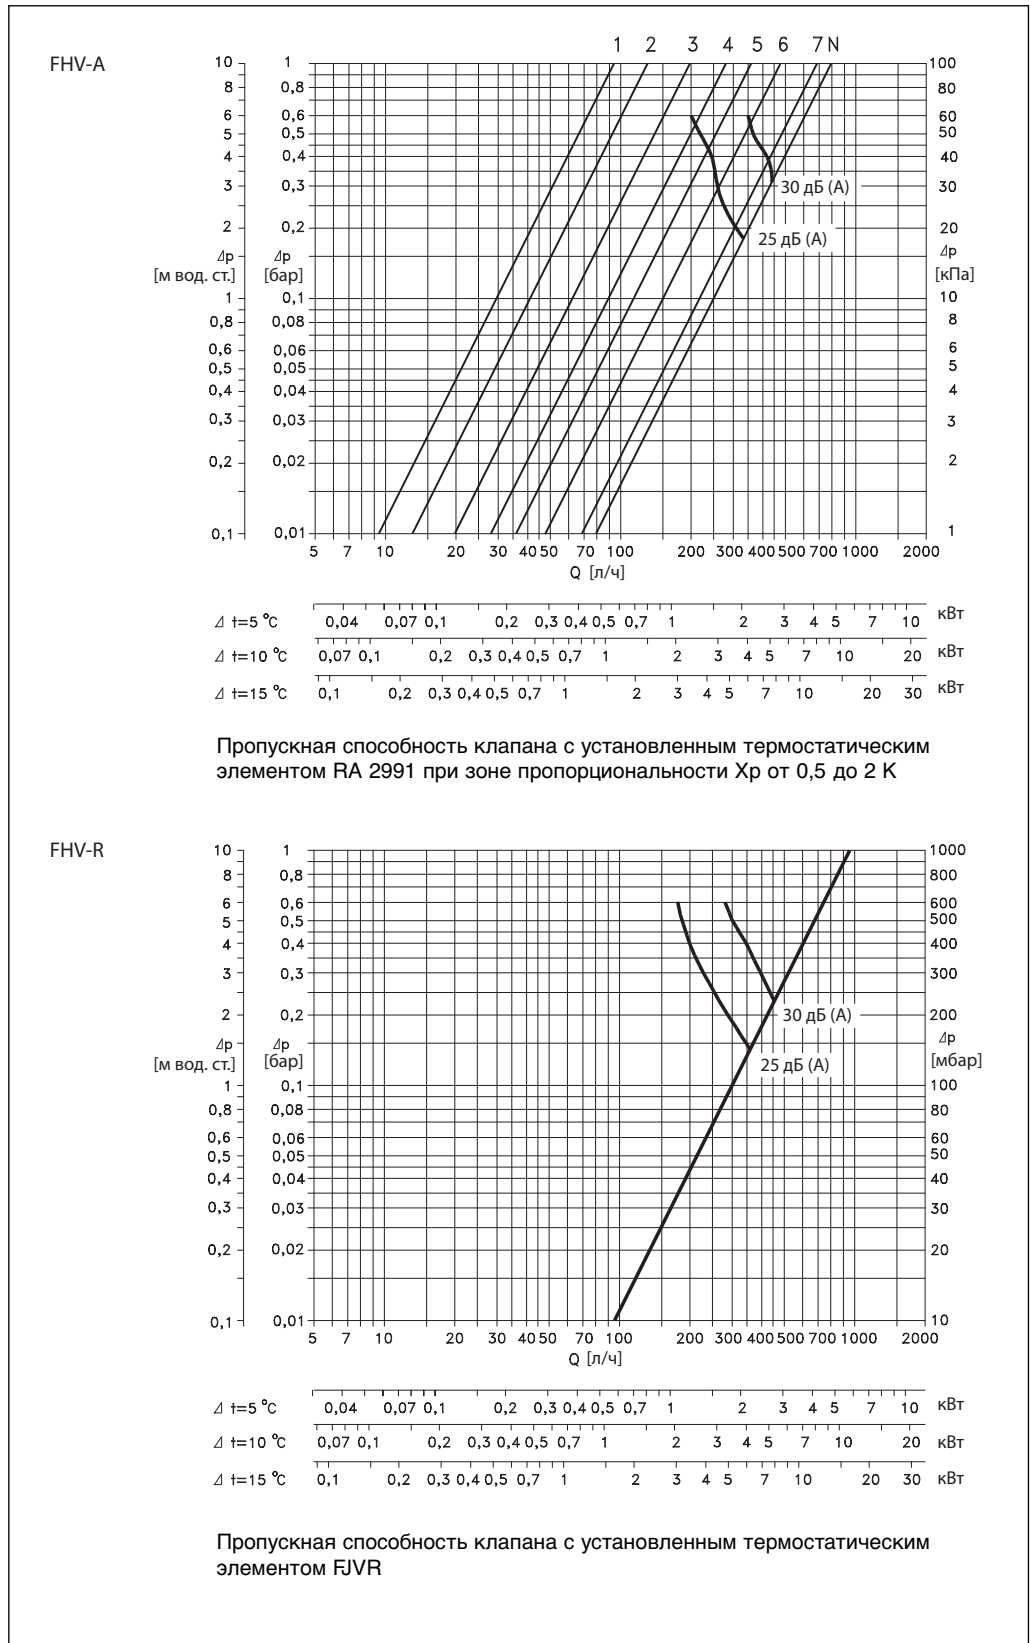 FHV-A
1 2 3 4 5 6 7 N
10 1 100
8 0,8 80
6 0,6 60
5 0,5 50
4 0,4 40
3 0,3 30
30 дБ (A)
2 0,2 20
25 дБ (A)
Δp Δp Δp
[м вод. ст.] [бар] [кПа]
1 0,1 10
0,8 0,08 8
0,6 0,06 6
0,5 0,05 5
0,4 0,04 4
0,3 0,03 3
0,2 0,02 2
0,1 0,01 1
5 7 10 20 30 40 50 70 100 200 300 400 500 700 1000 2000
Q [л/ч]
Δ t=5 °C 0,04 0,07 0,1 0,2 0,3 0,4 0,5 0,7 1 2 3 4 5 7 10 кВт
Δ t=10 °C 0,07 0,1 0,2 0,3 0,4 0,5 0,7 1 2 3 4 5 7 10 20 кВт
Δ t=15 °C 0,1 0,2 0,3 0,4 0,5 0,7 1 2 3 4 5 7 10 20 30 кВт
Пропускная способность клапана с установленным термостатическим
элементом RA 2991 при зоне пропорциональности Xp от 0,5 до 2 K
FHV-R
10 1 1000
8 0,8 800
6 0,6 600
5 0,5 500
4 0,4 400
3 0,3 300
2 0,2 200
30 дБ (A)
Δp Δp Δp
[м вод. ст.] [бар] [мбар]
25 дБ (A)
1 0,1 100
0,8 0,08 80
0,6 0,06 60
0,5 0,05 50
0,4 0,04 40
0,3 0,03 30
0,2 0,02 20
0,1 0,01 10
5 7 10 20 30 40 50 70 100 200 300 400 500 700 1000 2000
Q [л/ч]
Δ t=5 °C 0,04 0,07 0,1 0,2 0,3 0,4 0,5 0,7 1 2 3 4 5 7 10 кВт
Δ t=10 °C 0,07 0,1 0,2 0,3 0,4 0,5 0,7 1 2 3 4 5 7 10 20 кВт
Δ t=15 °C 0,1 0,2 0,3 0,4 0,5 0,7 1 2 3 4 5 7 10 20 30 кВт
Пропускная способность клапана с установленным термостатическим
элементом FJVR